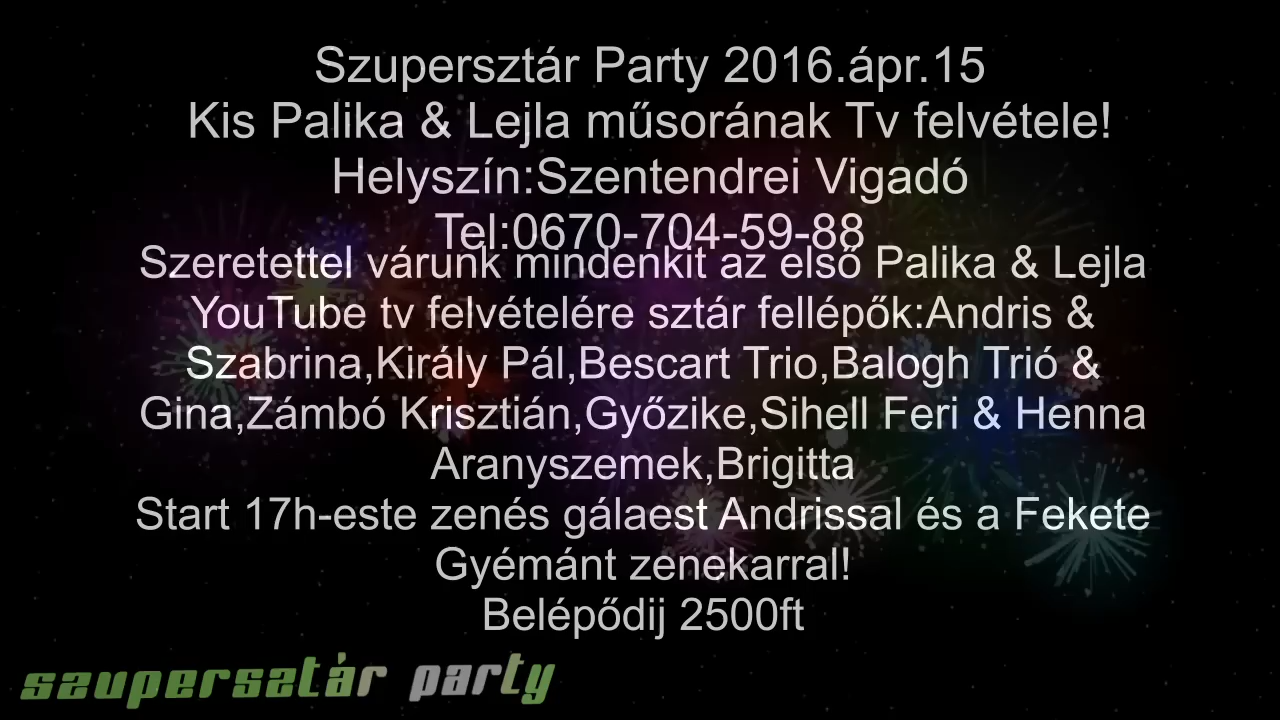 Szupersztár Party 2016.ápr.15
Kis Palika & Lejla műsorának Tv felvétele!
Helyszín:Szentendrei Vigadó
Tel:0670-704-59-88
Szeretettel várunk mindenkit az első Palika & Lejla
YouTube tv felvételére sztár fellépők:Andris &
Szabrina,Király Pál,Bescart Trio,Balogh Trió &
Gina,Zámbó Krisztián,Győzike,Sihell Feri & Henna
Aranyszemek,Brigitta
Start 17h-este zenés gálaest Andrissal és a Fekete
Gyémánt zenekarral!
Belépődij 2500ft
szupersztár party